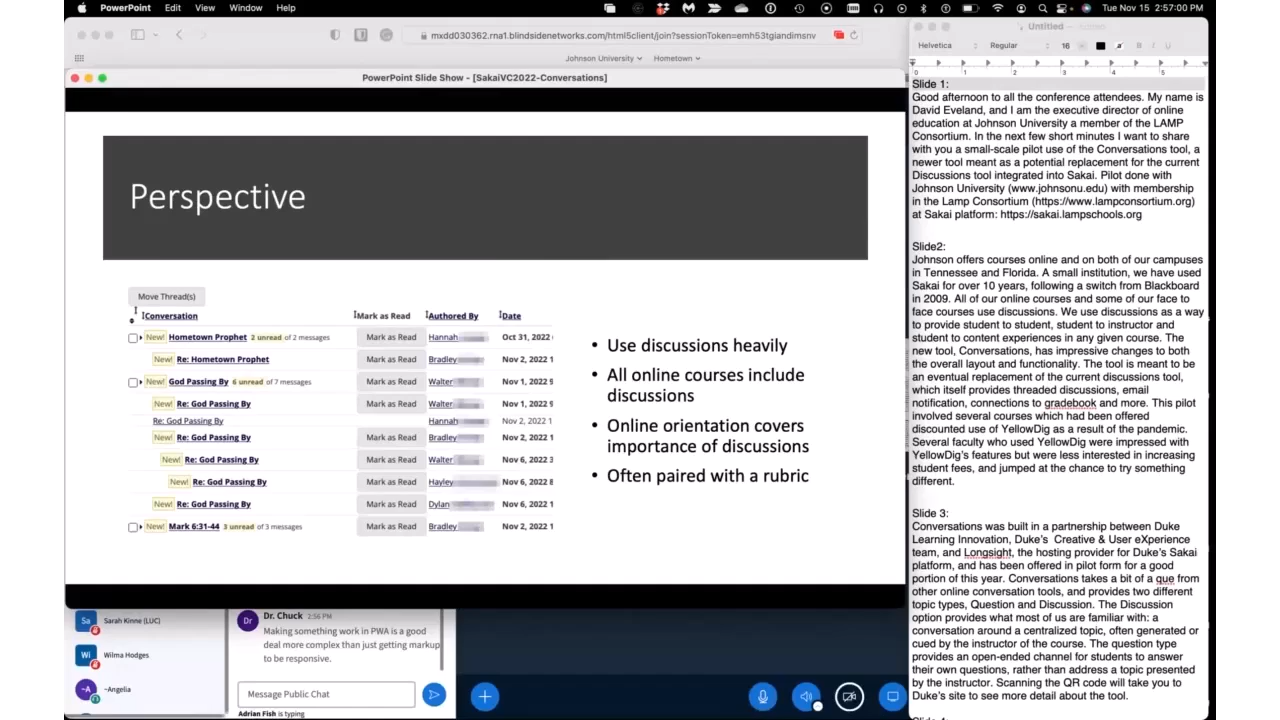 PowerPoint Edit View Window Help
Tue Nov 15 2:57:00 PM
mxdd030362.rna1.blindsidenetworks.com/html5client/join?sessionToken=emh53tgiandimsnv
Johnson University Hometown
PowerPoint Slide Show - [SakaiVC2022-Conversations]
Perspective
Move Thread(s)
Conversation Mark as Read Authored By Date
New! Hometown Prophet 2 unread of 2 messages Mark as Read Hannah Oct 31, 2022
New! Re: Hometown Prophet Mark as Read Bradley Nov 2, 2022 1
New! God Passing By 6 unread of 7 messages Mark as Read Walter Nov 1, 2022 9
New! Re: God Passing By Mark as Read Walter Nov 1, 2022 9
Re: God Passing By Hannah Nov 2, 2022 1
New! Re: God Passing By Mark as Read Bradley Nov 2, 2022 1
New! Re: God Passing By Mark as Read Walter Nov 6, 2022 3
New! Re: God Passing By Mark as Read Hayley Nov 6, 2022 8
New! Re: God Passing By Mark as Read Dylan Nov 6, 2022 1
New! Mark 6:31-44 3 unread of 3 messages Mark as Read Bradley Nov 2, 2022 1
• Use discussions heavily
• All online courses include
discussions
• Online orientation covers
importance of discussions
• Often paired with a rubric
Sa Sarah Kinne (LUC)
Wi Wilma Hodges
~A ~Angelia
Dr Dr. Chuck 2:56 PM
Making something work in PWA is a good
deal more complex than just getting markup
to be responsive.
Message Public Chat
Adrian Fish is typing
Untitled
Helvetica Regular 16 a B I U
0 1 2 3 4 5
Slide 1:
Good afternoon to all the conference attendees. My name is
David Eveland, and I am the executive director of online
education at Johnson University a member of the LAMP
Consortium. In the next few short minutes I want to share
with you a small-scale pilot use of the Conversations tool, a
newer tool meant as a potential replacement for the current
Discussions tool integrated into Sakai. Pilot done with
Johnson University (www.johnsonu.edu) with membership
in the Lamp Consortium (https://www.lampconsortium.org)
at Sakai platform: https://sakai.lampschools.org
Slide2:
Johnson offers courses online and on both of our campuses
in Tennessee and Florida. A small institution, we have used
Sakai for over 10 years, following a switch from Blackboard
in 2009. All of our online courses and some of our face to
face courses use discussions. We use discussions as a way
to provide student to student, student to instructor and
student to content experiences in any given course. The
new tool, Conversations, has impressive changes to both
the overall layout and functionality. The tool is meant to be
an eventual replacement of the current discussions tool,
which itself provides threaded discussions, email
notification, connections to gradebook and more. This pilot
involved several courses which had been offered
discounted use of YellowDig as a result of the pandemic.
Several faculty who used YellowDig were impressed with
YellowDig's features but were less interested in increasing
student fees, and jumped at the chance to try something
different.
Slide 3:
Conversations was built in a partnership between Duke
Learning Innovation, Duke's Creative & User eXperience
team, and Longsight, the hosting provider for Duke's Sakai
platform, and has been offered in pilot form for a good
portion of this year. Conversations takes a bit of a que from
other online conversation tools, and provides two different
topic types, Question and Discussion. The Discussion
option provides what most of us are familiar with: a
conversation around a centralized topic, often generated or
cued by the instructor of the course. The question type
provides an open-ended channel for students to answer
their own questions, rather than address a topic presented
by the instructor. Scanning the QR code will take you to
Duke's site to see more detail about the tool.